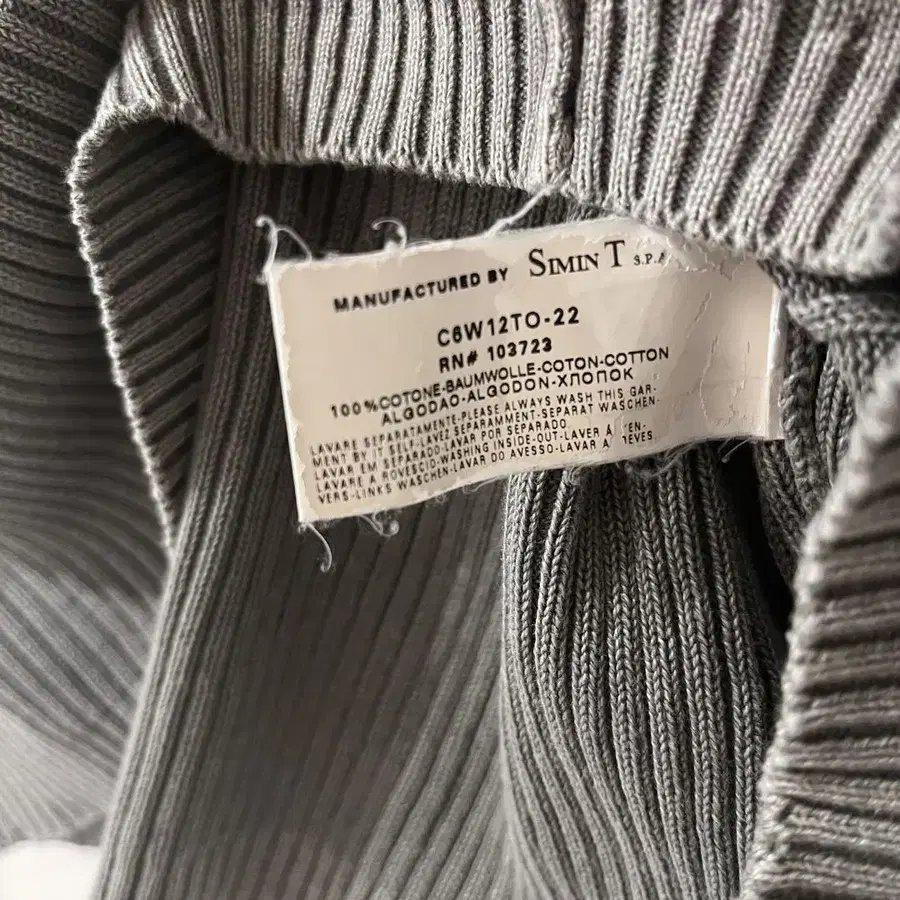 MANUFACTURED BY SIMIN T S.P.A
C6W12TO-22
RN# 103723
100%COTONE-BAUMWOLLE-COTON-COTTON
ALGODAO-ALGODON-ХЛОПОК
LAVARE SEPARATAMENTE-PLEASE ALWAYS WASH THIS GAR-
MENT BY IT SELF-LAVEZ SEPARAMMENT-SEPARAT WASCHEN-
LAVAR EM SEPARADO-LAVAR POR SEPARADO.
LAVARE A ROVESCIO-WASHING INSIDE-OUT-LAVER Á
VERS-LINKS WASCHEN-LAVAR DO AVESSO-LAVAR A